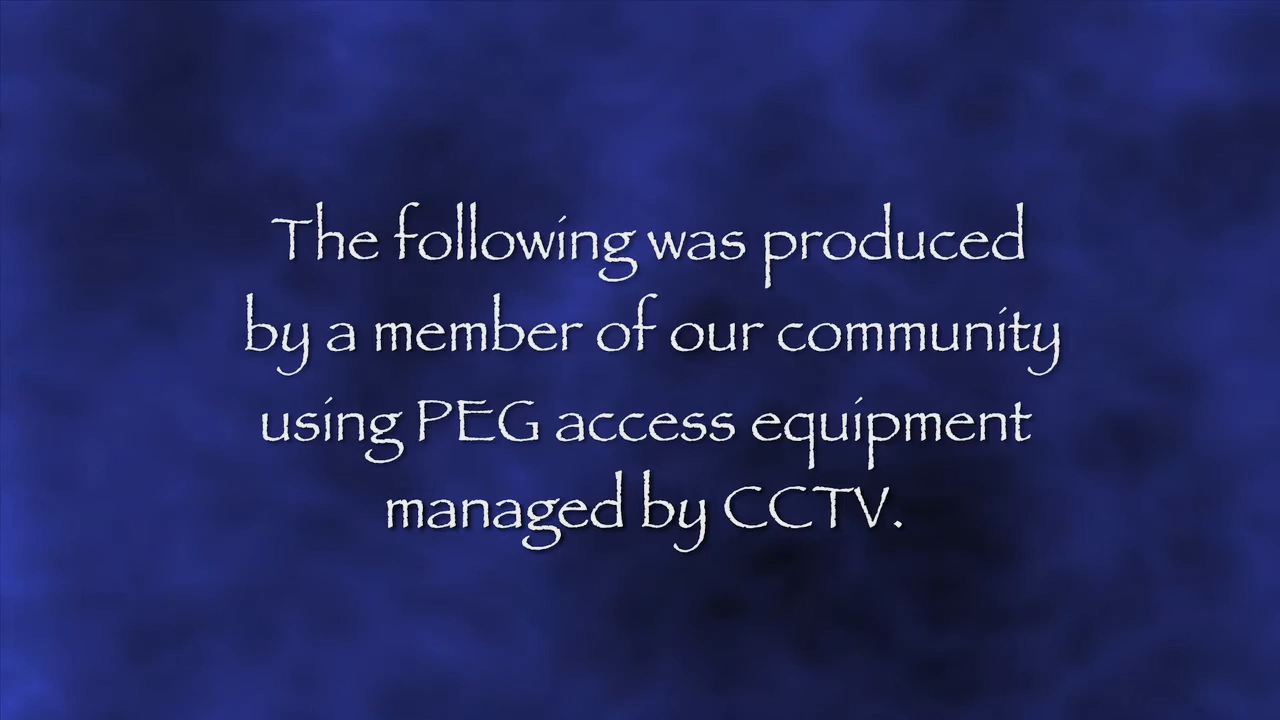 The following was produced
by a member of our community
using PEG access equipment
managed by CCTV.